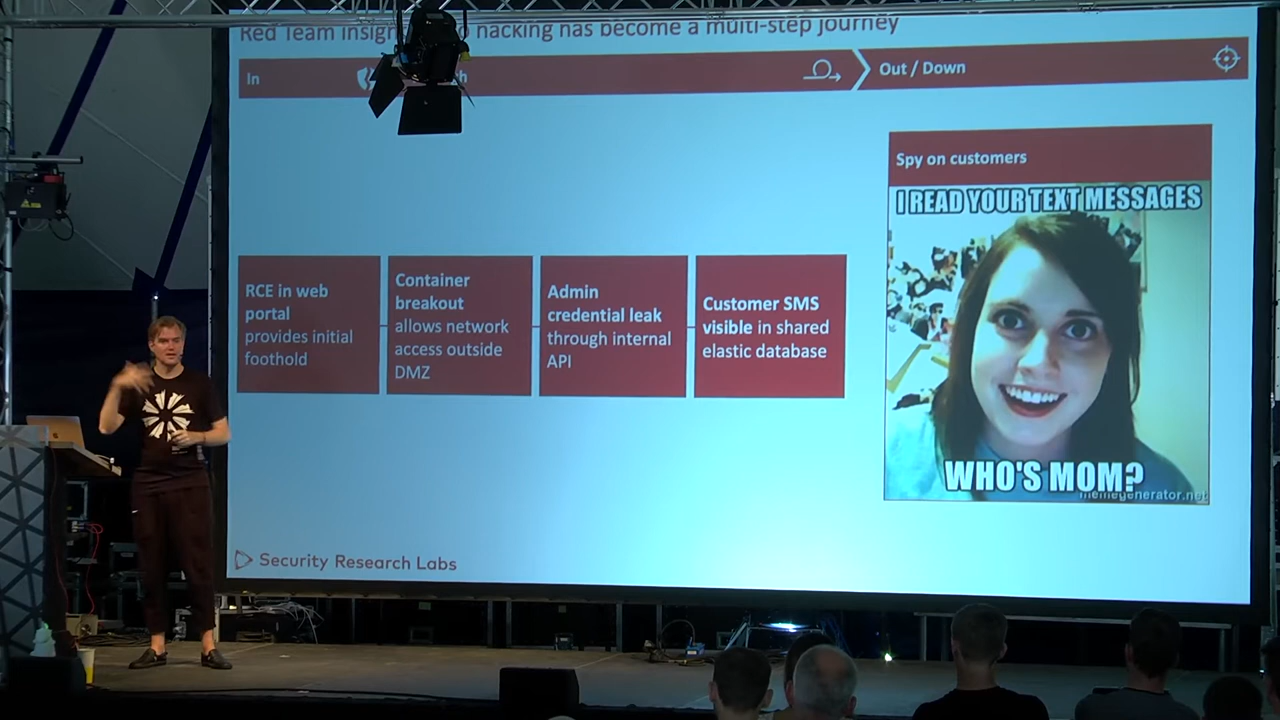 Red Team insigh hacking has become a multi-step journey
In
Out / Down
Spy on customers
I READ YOUR TEXT MESSAGES
WHO'S MOM?
memegenerator.net
RCE in web
portal
provides initial
foothold
Container
breakout
allows network
access outside
DMZ
Admin
credential leak
through internal
API
Customer SMS
visible in shared
elastic database
Security Research Labs